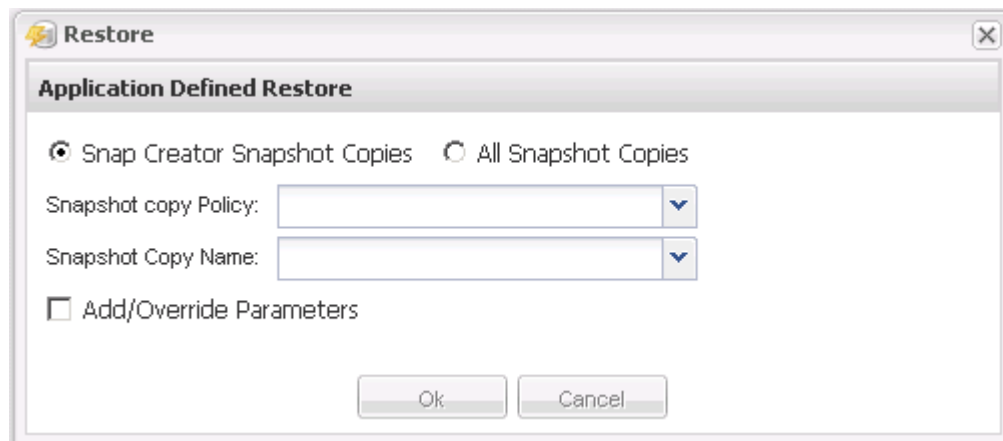 Restore
Application Defined Restore
Snap Creator Snapshot Copies All Snapshot Copies
Snapshot copy Policy:
Snapshot Copy Name:
Add/Override Parameters
Ok Cancel